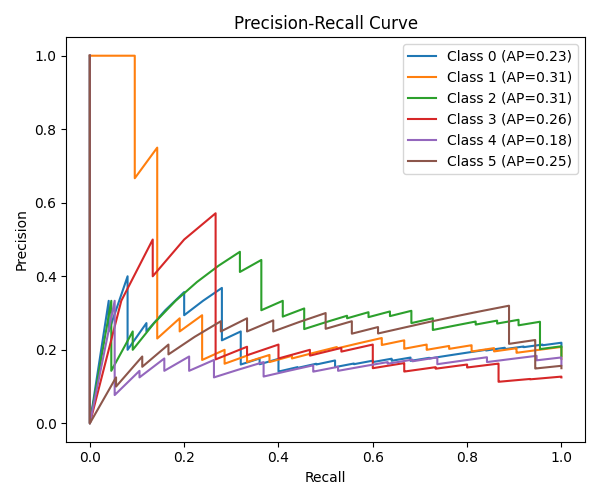 Precision-Recall Curve
Class 0 (AP=0.23)
Class 1 (AP=0.31)
Class 2 (AP=0.31)
Class 3 (AP=0.26)
Class 4 (AP=0.18)
Class 5 (AP=0.25)
Precision
1.0
0.8
0.6
0.4
0.2
0.0
0.0 0.2 0.4 0.6 0.8 1.0
Recall